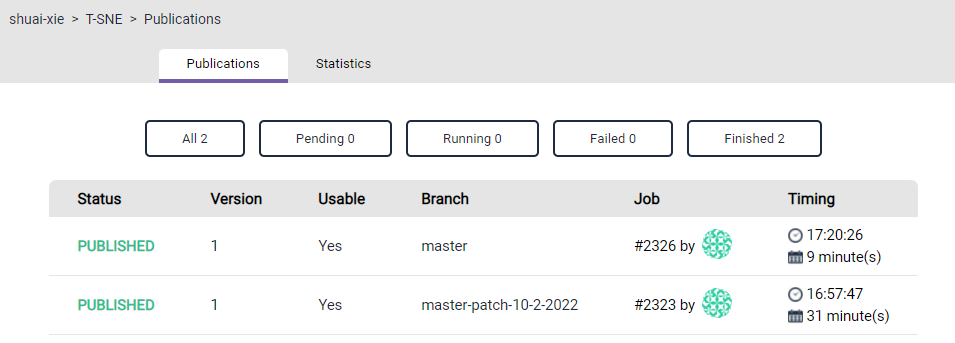 shuai-xie > T-SNE > Publications
Publications Statistics
All 2 Pending 0 Running 0 Failed 0 Finished 2
Status Version Usable Branch Job Timing
PUBLISHED 1 Yes master #2326 by 17:20:26
9 minute(s)
PUBLISHED 1 Yes master-patch-10-2-2022 #2323 by 16:57:47
31 minute(s)